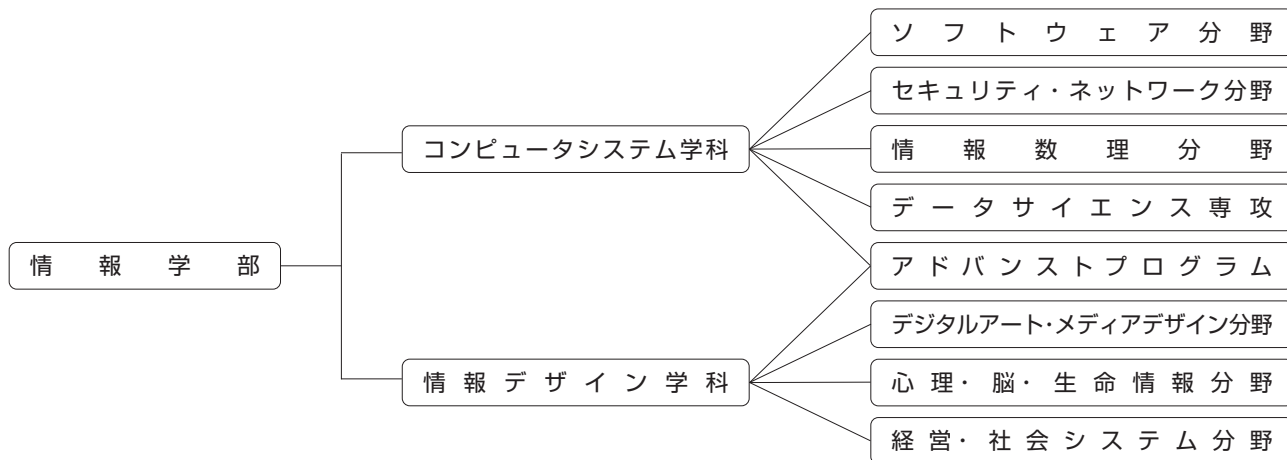 ソフトウェア分野
セキュリティ・ネットワーク分野
コンピュータシステム学科
情報数理分野
データサイエンス専攻
情報学部
アドバンストプログラム
デジタルアート・メディアデザイン分野
情報デザイン学科
心理・脳・生命情報分野
経営・社会システム分野